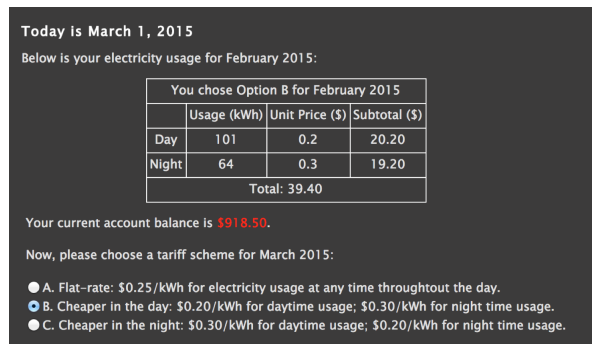 Today is March 1, 2015
Below is your electricity usage for February 2015:
You chose Option B for February 2015
Usage (kWh) Unit Price ($) Subtotal ($)
Day 101 0.2 20.20
Night 64 0.3 19.20
Total: 39.40
Your current account balance is $918.50.
Now, please choose a tariff scheme for March 2015:
A. Flat-rate: $0.25/kWh for electricity usage at any time throughtout the day.
B. Cheaper in the day: $0.20/kWh for daytime usage; $0.30/kWh for night time usage.
C. Cheaper in the night: $0.30/kWh for daytime usage; $0.20/kWh for night time usage.